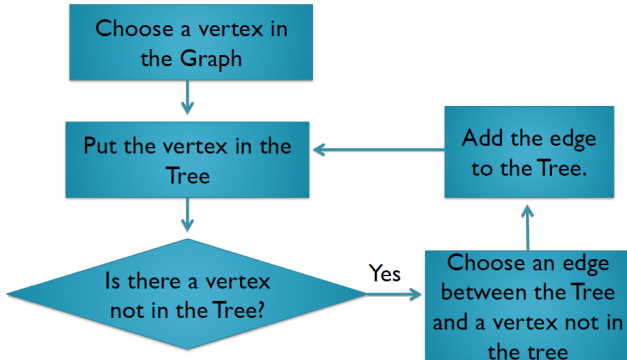 Choose a vertex in
the Graph
Put the vertex in the
Tree
Add the edge
to the Tree.
Is there a vertex
not in the Tree?
Yes
Choose an edge
between the Tree
and a vertex not in
the tree